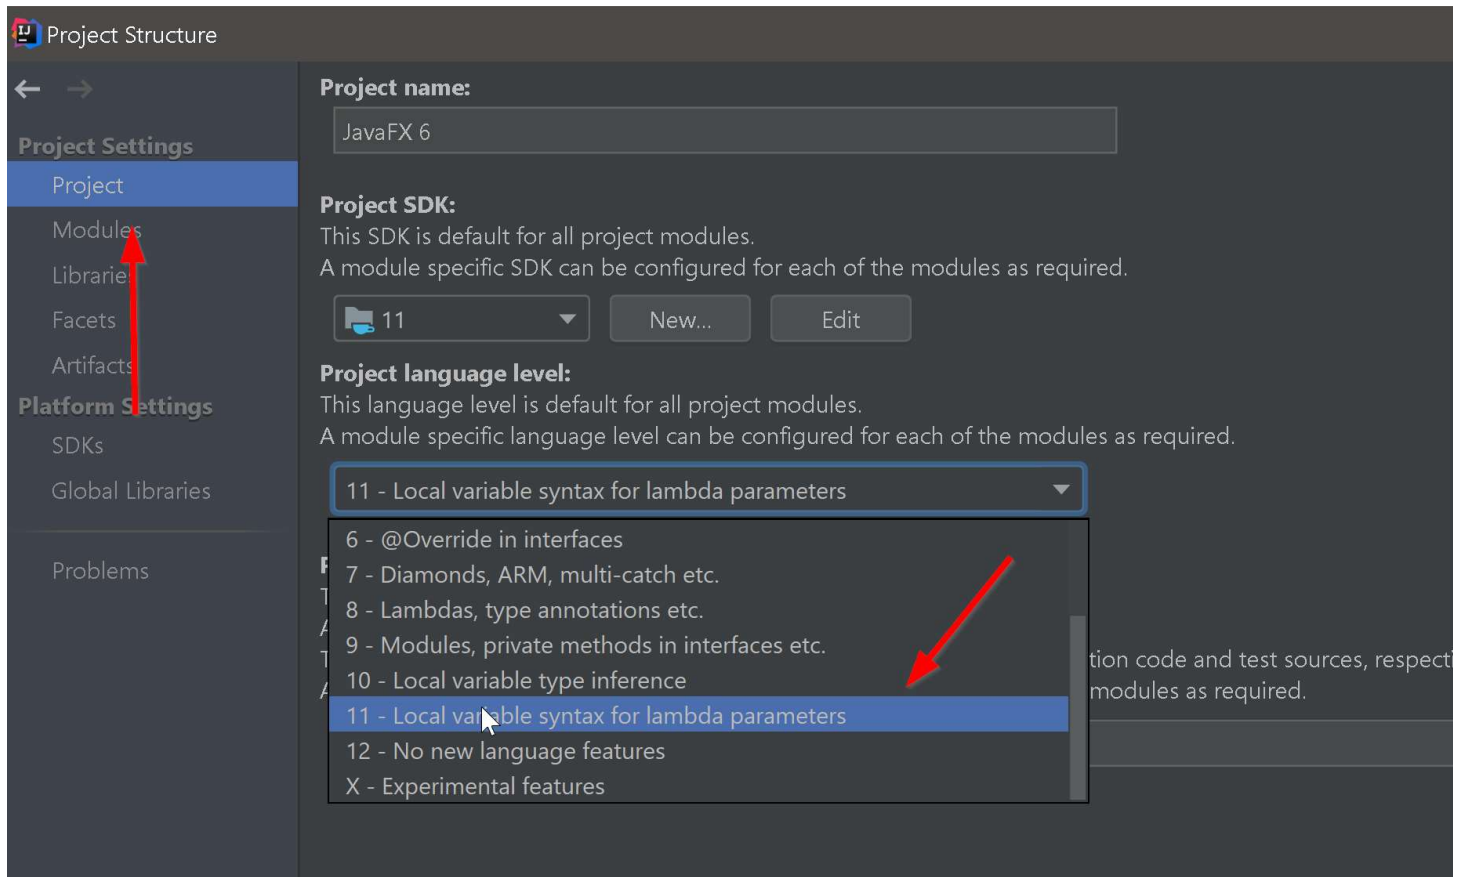 IJ Project Structure
Project Settings
Project
Modules
Libraries
Facets
Artifacts
Platform Settings
SDKs
Global Libraries
Problems
Project name:
JavaFX 6
Project SDK:
This SDK is default for all project modules.
A module specific SDK can be configured for each of the modules as required.
11 New... Edit
Project language level:
This language level is default for all project modules.
A module specific language level can be configured for each of the modules as required.
11 - Local variable syntax for lambda parameters
6 - @Override in interfaces
7 - Diamonds, ARM, multi-catch etc.
8 - Lambdas, type annotations etc.
9 - Modules, private methods in interfaces etc.
tion code and test sources, respecti
10 - Local variable type inference
modules as required.
11 - Local variable syntax for lambda parameters
12 - No new language features
X - Experimental features